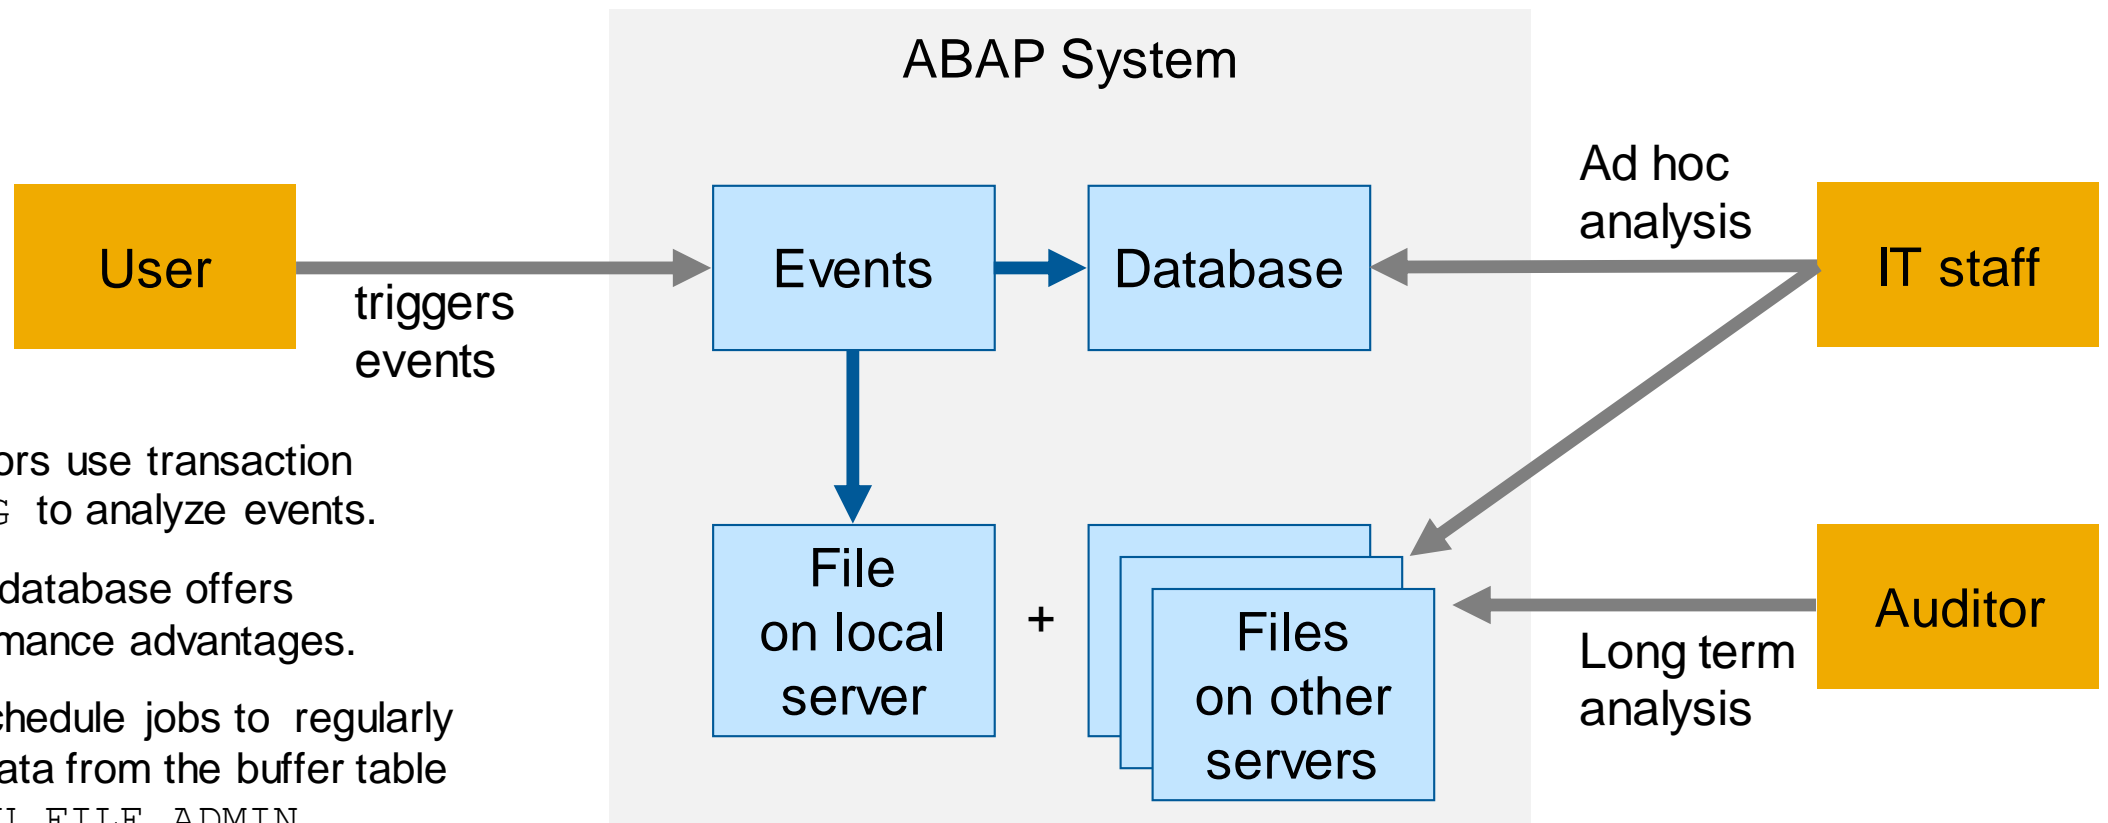 ABAP System
User
triggers
events
Events
Database
Ad hoc
analysis
IT staff
ors use transaction
G to analyze events.
database offers
mance advantages.
chedule jobs to regularly
ata from the buffer table
FILE ADMIN
File
on local
server
+
Files
on other
servers
Long term
analysis
Auditor